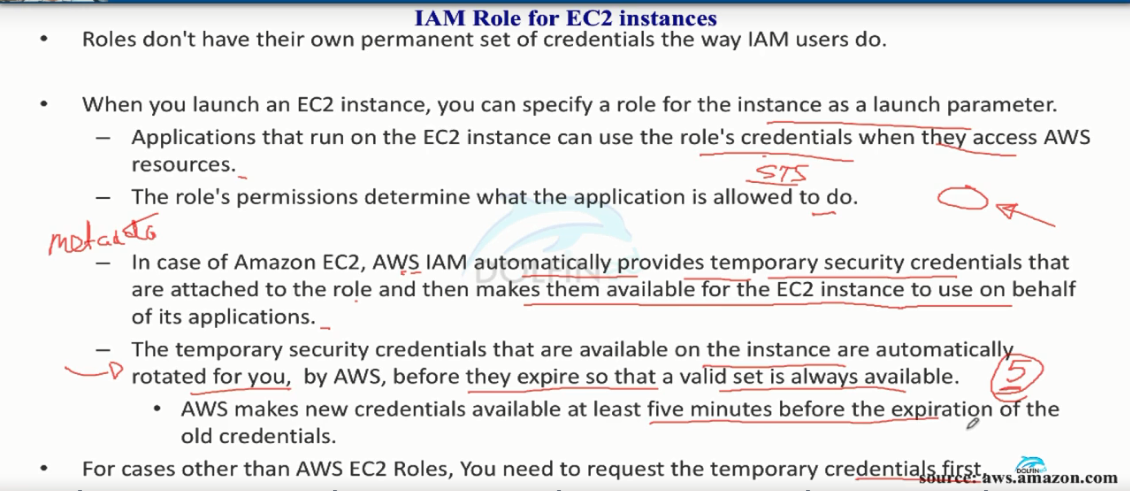 IAM Role for EC2 instances
• Roles don't have their own permanent set of credentials the way IAM users do.
• When you launch an EC2 instance, you can specify a role for the instance as a launch parameter.
– Applications that run on the EC2 instance can use the role's credentials when they access AWS
resources.
STS
– The role's permissions determine what the application is allowed to do.
– In case of Amazon EC2, AWS IAM automatically provides temporary security credentials that
DOLFIN
are attached to the role and then makes them available for the EC2 instance to use on behalf
of its applications.
– The temporary security credentials that are available on the instance are automatically
rotated for you, by AWS, before they expire so that a valid set is always available.
5
• AWS makes new credentials available at least five minutes before the expiration of the
old credentials.
• For cases other than AWS EC2 Roles, You need to request the temporary credentials first.
DOLFIN
source: aws.amazon.com